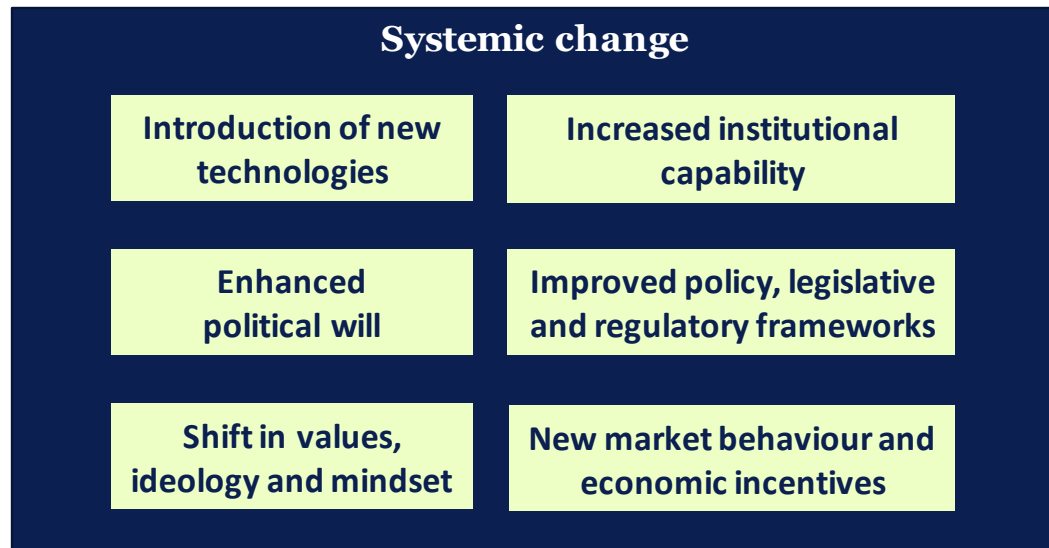 Systemic change
Introduction of new
technologies
Increased institutional
capability
Enhanced
political will
Improved policy, legislative
and regulatory frameworks
Shift in values,
ideology and mindset
New market behaviour and
economic incentives